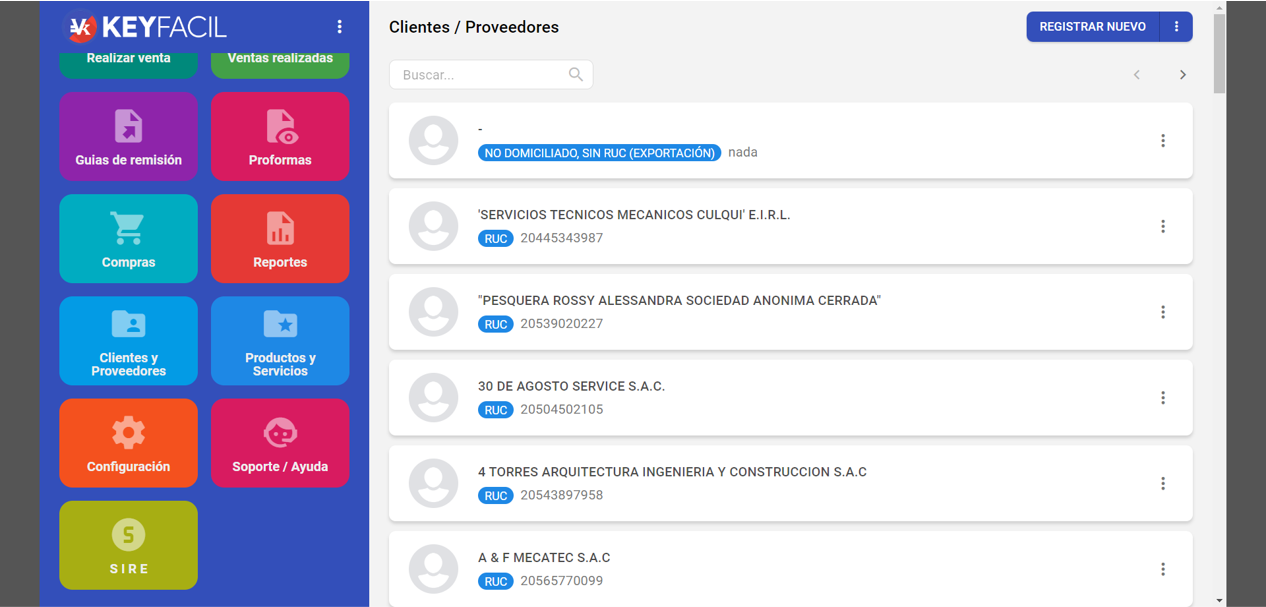 KEYFACIL
Realizar venta
Ventas realizadas
Guias de remisión
Proformas
Compras
Reportes
Clientes y
Proveedores
Productos y
Servicios
Configuración
Soporte / Ayuda
S
SIRE
Clientes / Proveedores
REGISTRAR NUEVO
Buscar...
-
NO DOMICILIADO, SIN RUC (EXPORTACIÓN) nada
'SERVICIOS TECNICOS MECANICOS CULQUI' E.I.R.L.
RUC 20445343987
"PESQUERA ROSSY ALESSANDRA SOCIEDAD ANONIMA CERRADA"
RUC 20539020227
30 DE AGOSTO SERVICE S.A.C.
RUC 20504502105
4 TORRES ARQUITECTURA INGENIERIA Y CONSTRUCCION S.A.C
RUC 20543897958
A & F MECATEC S.A.C
RUC 20565770099